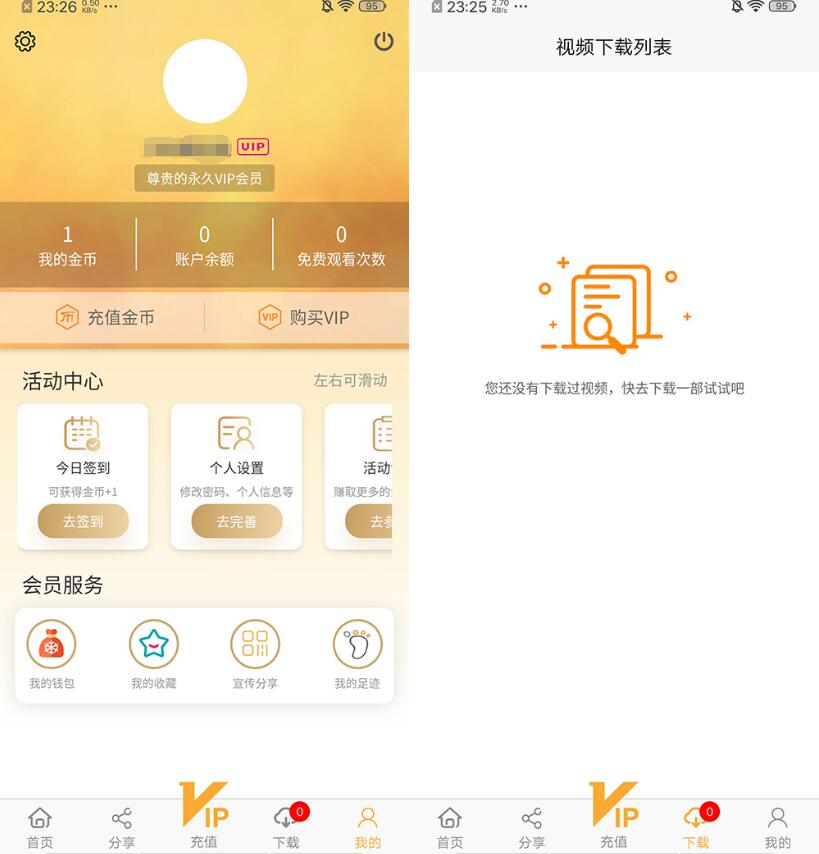 23:26 0.50 KB/s ··· 95
VIP
尊贵的永久VIP会员
1 0 0
我的金币 账户余额 免费观看次数
充值金币 VIP 购买VIP
活动中心 左右可滑动
今日签到 个人设置 活动
可获得金币+1 修改密码、个人信息等 赚取更多的
去签到 去完善 去参
会员服务
我的钱包 我的收藏 宣传分享 我的足迹
VIP 0
首页 分享 充值 下载 我的
23:25 2.70 KB/s ··· 95
视频下载列表
您还没有下载过视频，快去下载一部试试吧
VIP 0
首页 分享 充值 下载 我的